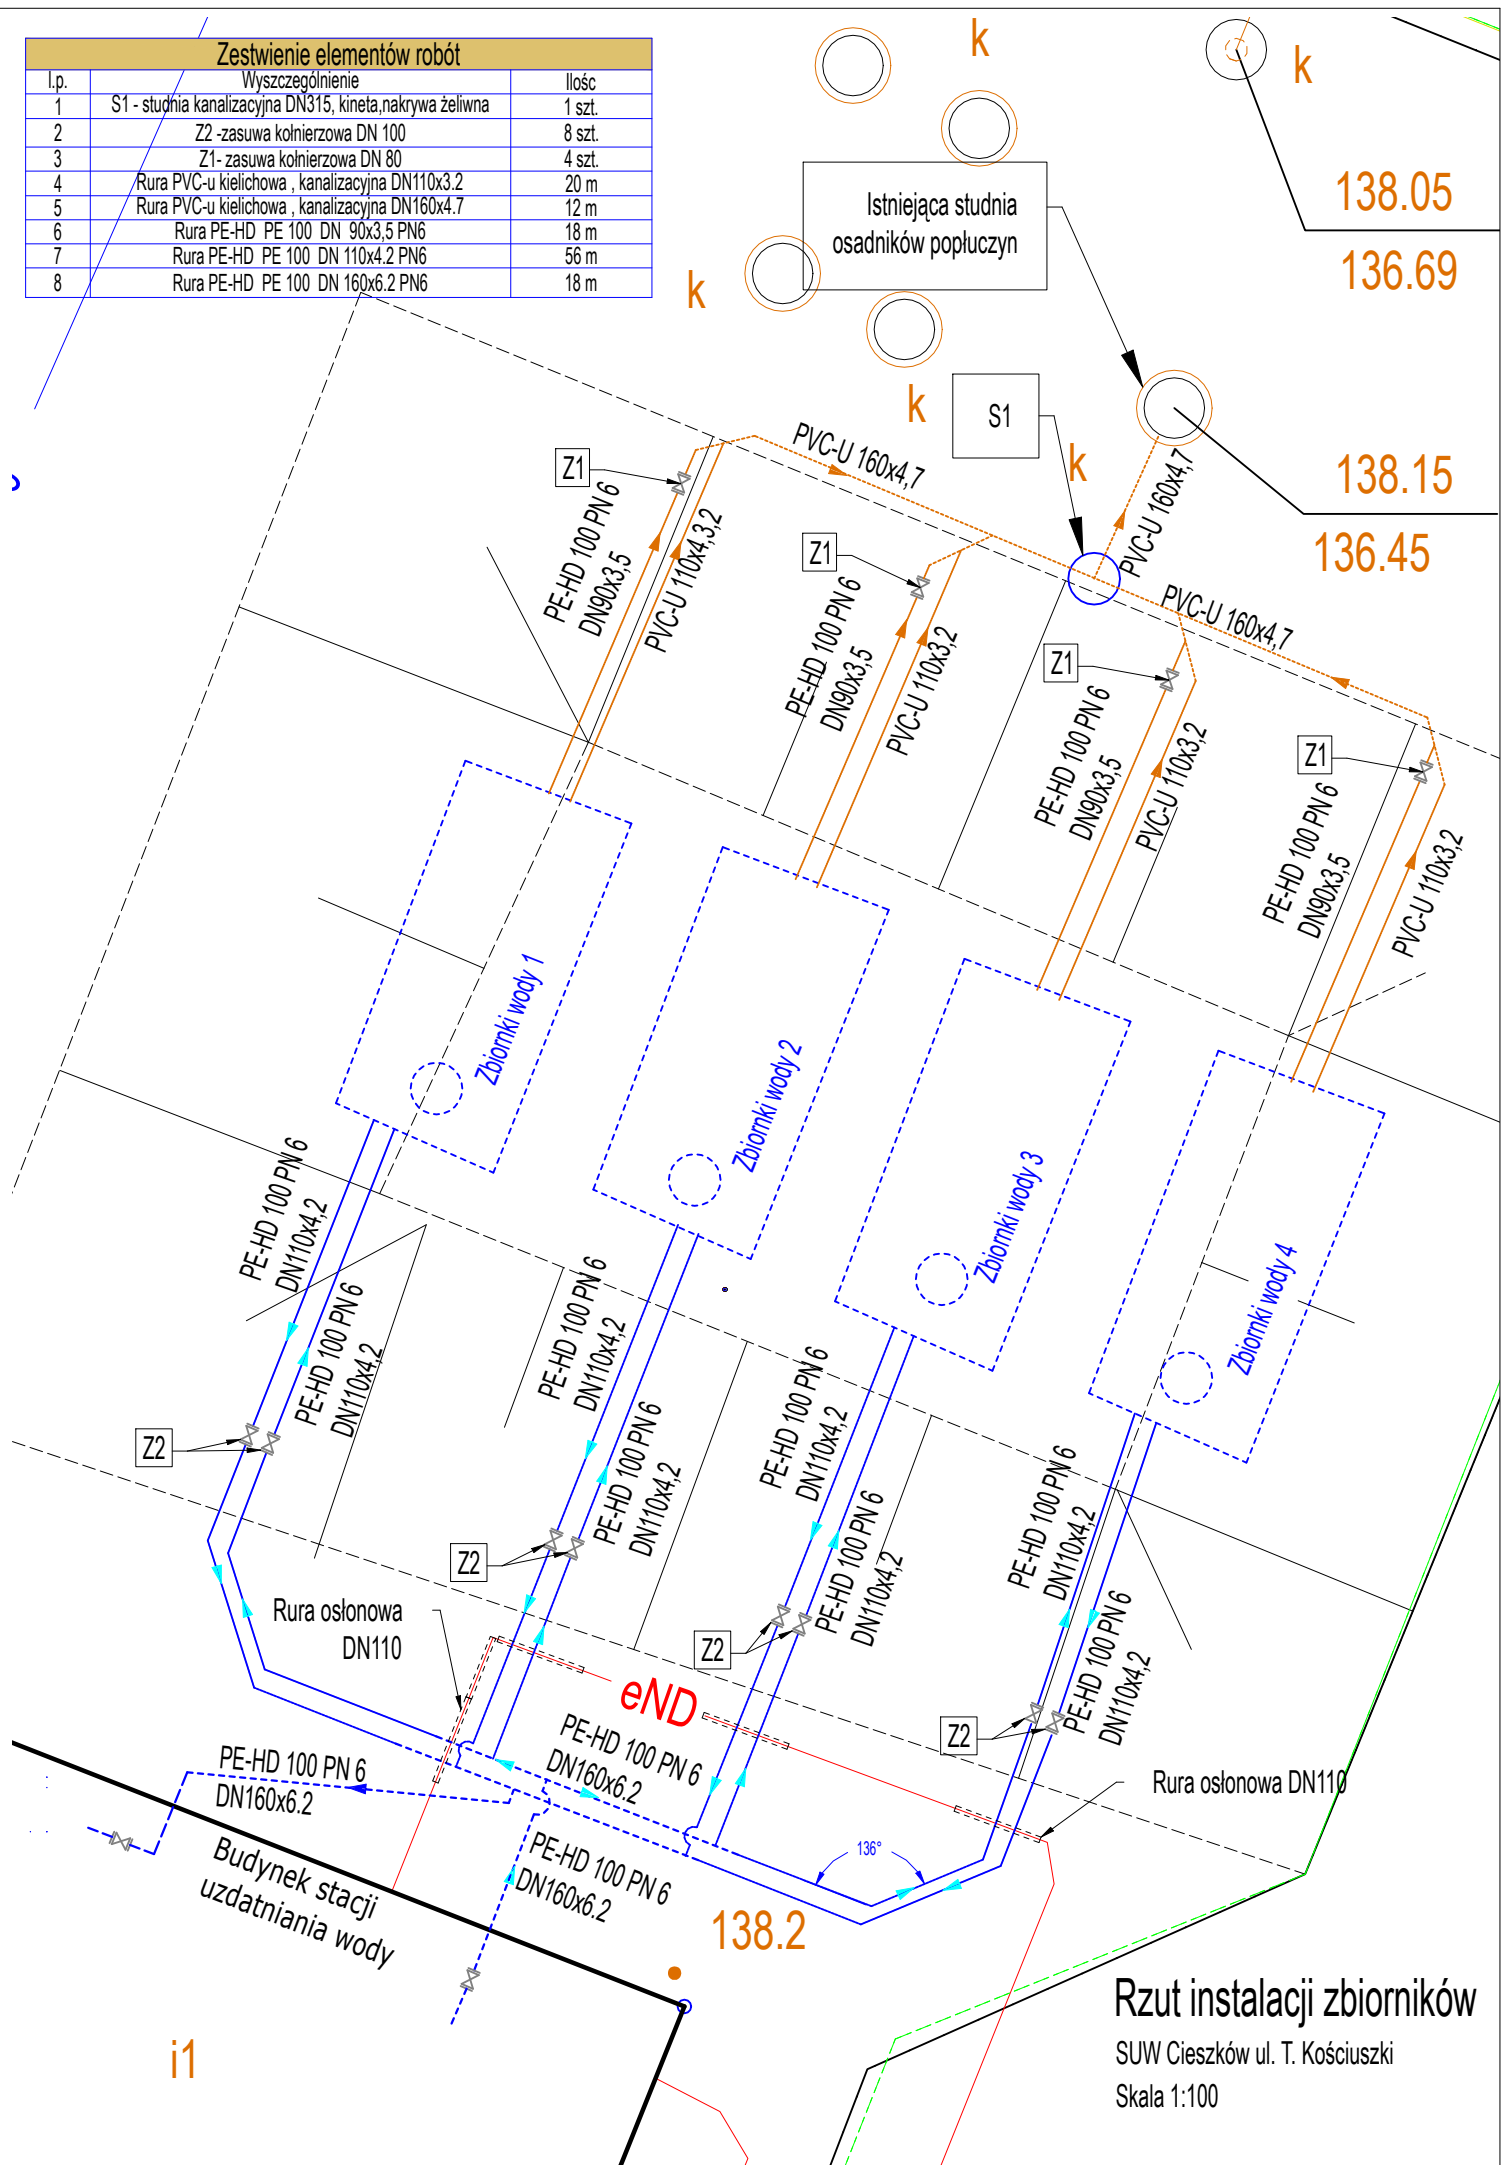 Zestwienie elementów robót
l.p. Wyszczególnienie Ilośc
1 S1 - studnia kanalizacyjna DN315, kineta,nakrywa żeliwna 1 szt.
2 Z2 -zasuwa kołnierzowa DN 100 8 szt.
3 Z1- zasuwa kołnierzowa DN 80 4 szt.
4 Rura PVC-u kielichowa , kanalizacyjna DN110x3.2 20 m
5 Rura PVC-u kielichowa , kanalizacyjna DN160x4.7 12 m
6 Rura PE-HD PE 100 DN 90x3,5 PN6 18 m
7 Rura PE-HD PE 100 DN 110x4.2 PN6 56 m
8 Rura PE-HD PE 100 DN 160x6.2 PN6 18 m
k
k
k
k
k
138.05
136.69
Istniejąca studnia
osadników popłuczyn
S1
138.15
136.45
PVC-U 160x4,7
PVC-U 160x4,7
PVC-U 160x4,7
Z1
PE-HD 100 PN 6
DN90x3,5
PVC-U 110x4,3,2
Z1
PE-HD 100 PN 6
DN90x3,5
PVC-U 110x3,2
Z1
PE-HD 100 PN 6
DN90x3,5
PVC-U 110x3,2
Z1
PE-HD 100 PN 6
DN90x3,5
PVC-U 110x3,2
Zbiornki wody 1
Zbiornki wody 2
Zbiornki wody 3
Zbiornki wody 4
PE-HD 100 PN 6
DN110x4,2
PE-HD 100 PN 6
DN110x4,2
Z2
PE-HD 100 PN 6
DN110x4,2
PE-HD 100 PN 6
DN110x4,2
Z2
PE-HD 100 PN 6
DN110x4,2
PE-HD 100 PN 6
DN110x4,2
Z2
PE-HD 100 PN 6
DN110x4,2
PE-HD 100 PN 6
DN110x4,2
Z2
Rura osłonowa
DN110
eND
PE-HD 100 PN 6
DN160x6.2
PE-HD 100 PN 6
DN160x6.2
PE-HD 100 PN 6
DN160x6.2
Rura osłonowa DN110
136°
Budynek stacji
uzdatniania wody
138.2
i1
Rzut instalacji zbiorników
SUW Cieszków ul. T. Kościuszki
Skala 1:100